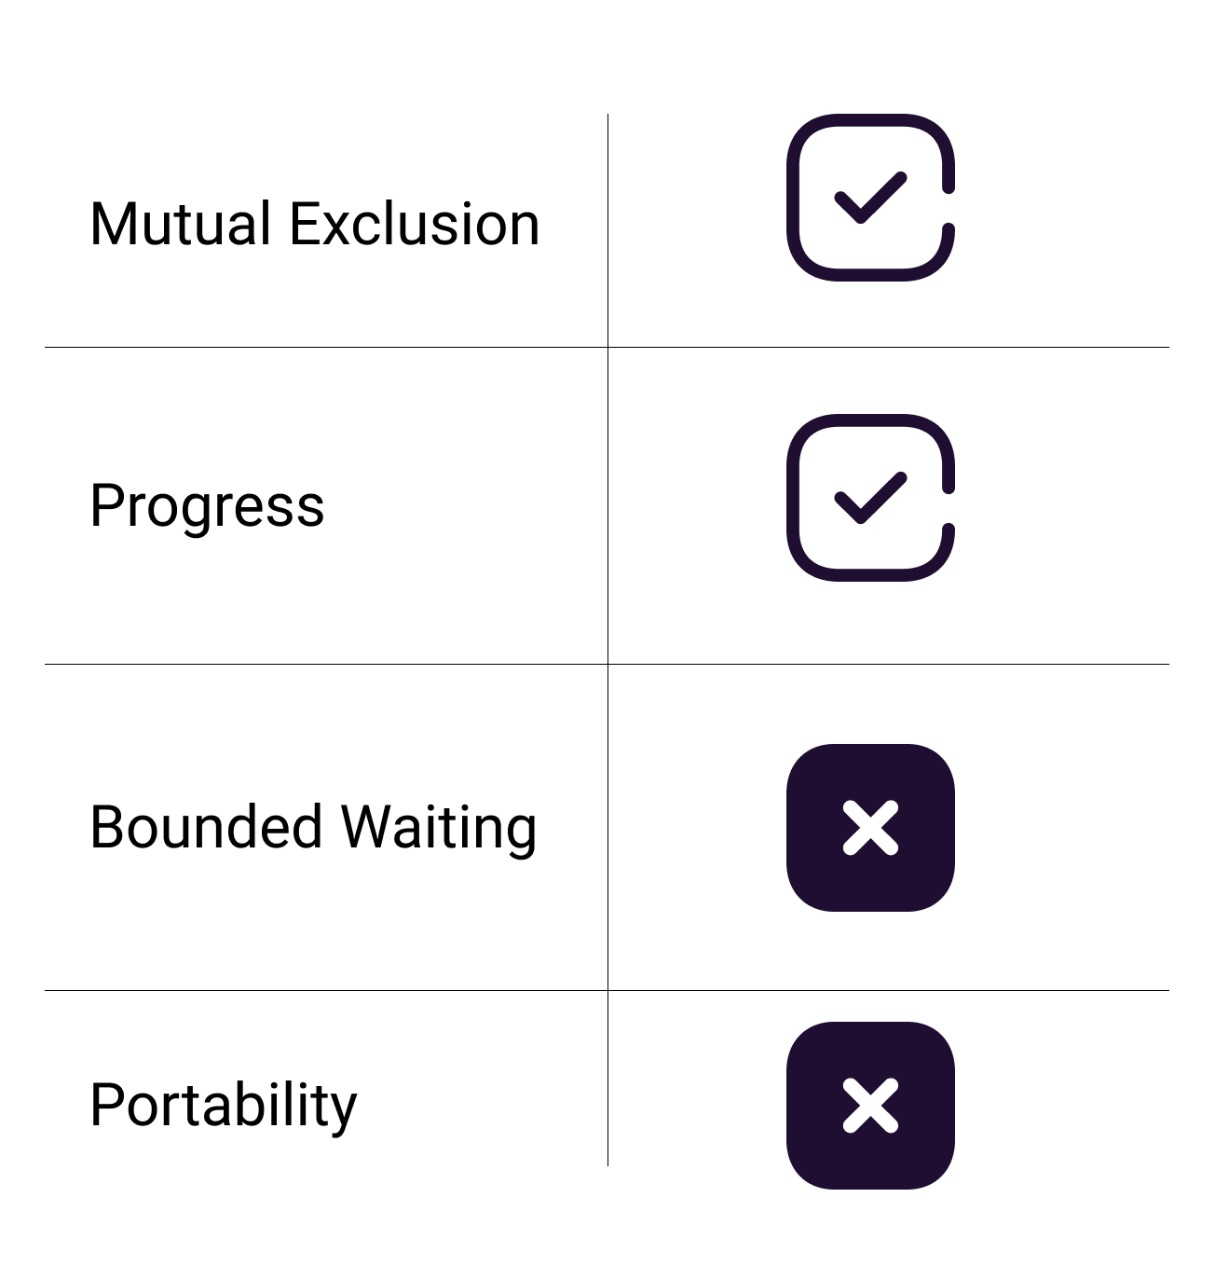 Mutual Exclusion
Progress
Bounded Waiting
Portability